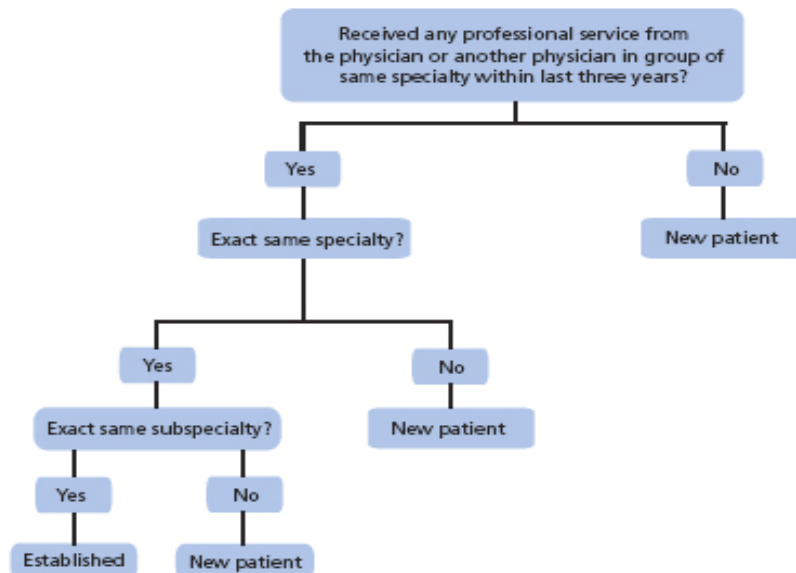 Received any professional service from
the physician or another physician in group of
same specialty within last three years?
Yes
No
Exact same specialty?
New patient
Yes
No
Exact same subspecialty?
New patient
Yes
No
Established
New patient